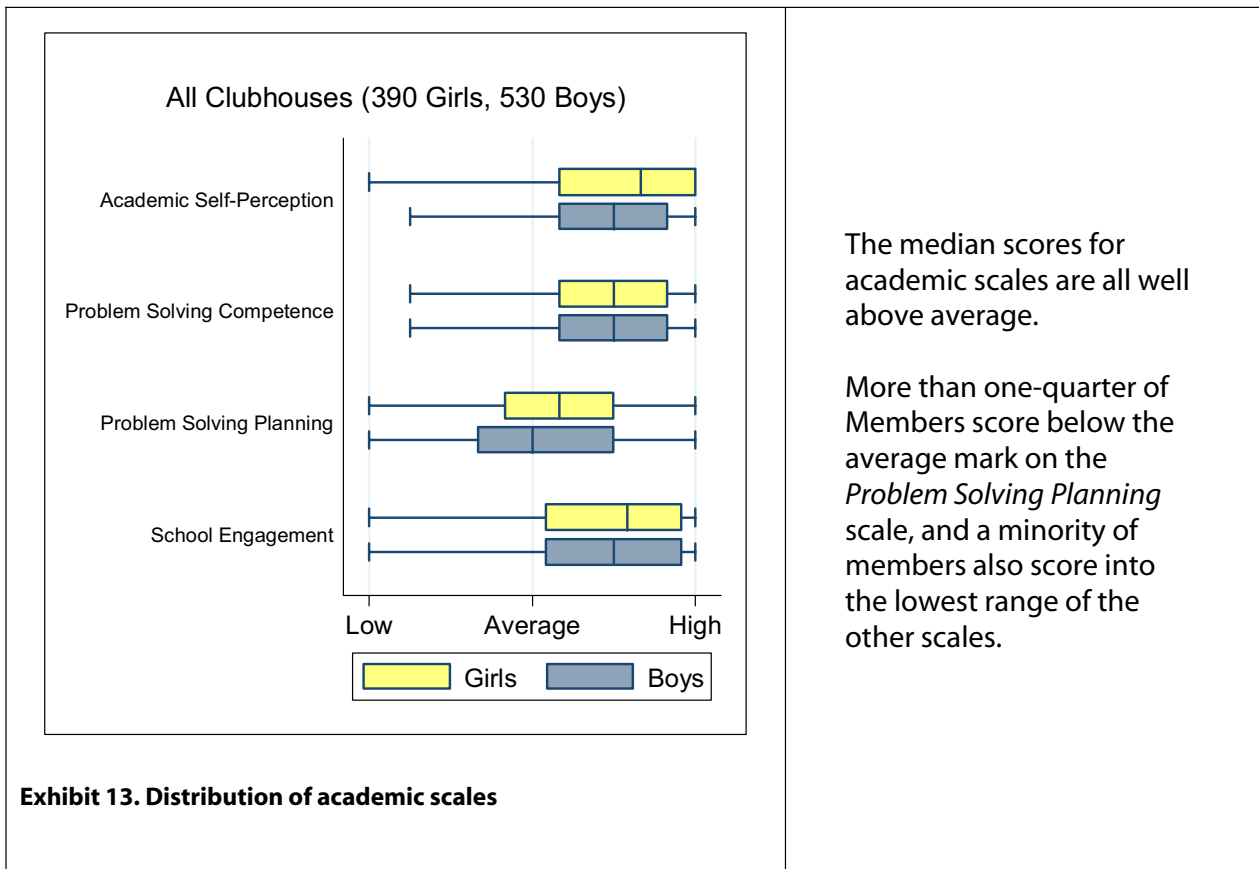 All Clubhouses (390 Girls, 530 Boys)
Academic Self-Perception
Problem Solving Competence
Problem Solving Planning
School Engagement
Low Average High
Girls Boys
Exhibit 13. Distribution of academic scales
The median scores for
academic scales are all well
above average.
More than one-quarter of
Members score below the
average mark on the
Problem Solving Planning
scale, and a minority of
members also score into
the lowest range of the
other scales.